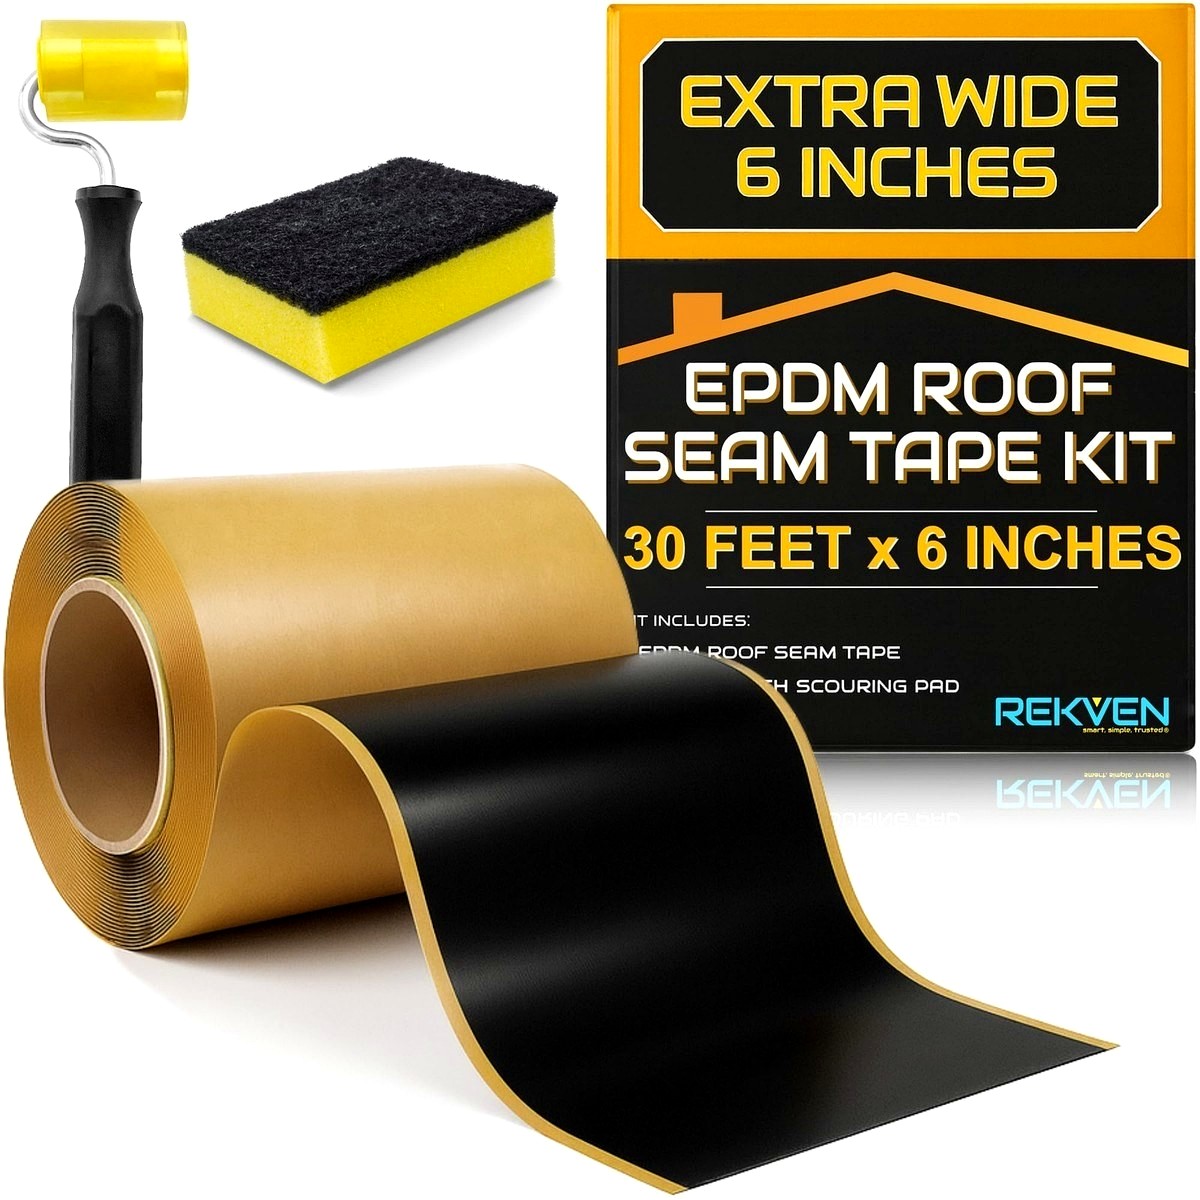 EXTRA WIDE
6 INCHES
EPDM ROOF
SEAM TAPE KIT
30 FEET x 6 INCHES
INCLUDES:
EPDM ROOF SEAM TAPE
SCOURING PAD
REKVEN
smart, simple, trusted®